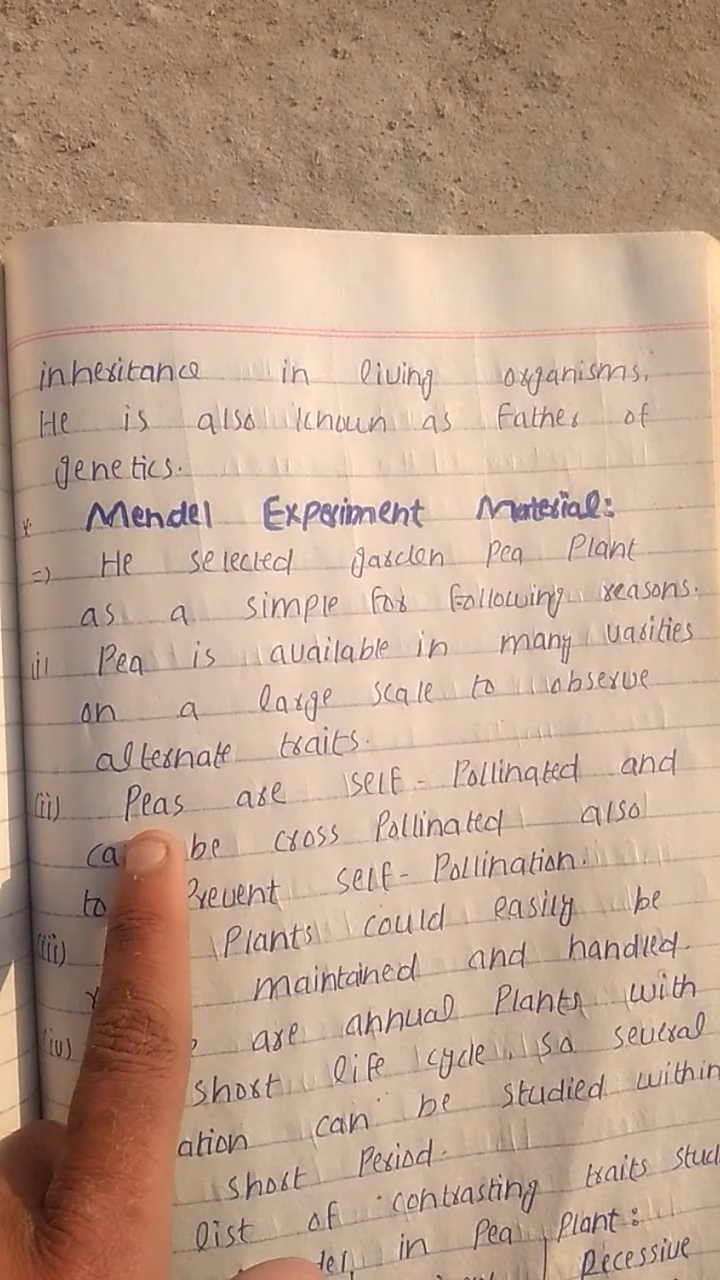 inheritance in living organisms.
He is also known as Father of
genetics.
* Mendel Experiment Material:
=) He selected garden Pea Plant
as a simple for following reasons.
(i) Pea is available in many varities
on a large scale to observe
alternate traits.
(ii) Peas are self-Pollinated and
be cross Pollinated also
to Prevent self-Pollination.
(iii) Plants could easily be
maintained and handled.
(iv) are annual Plants with
short life cycle, so several
ation can be studied within
short Period.
list of contrasting traits stud
del in Pea Plant:
Recessive